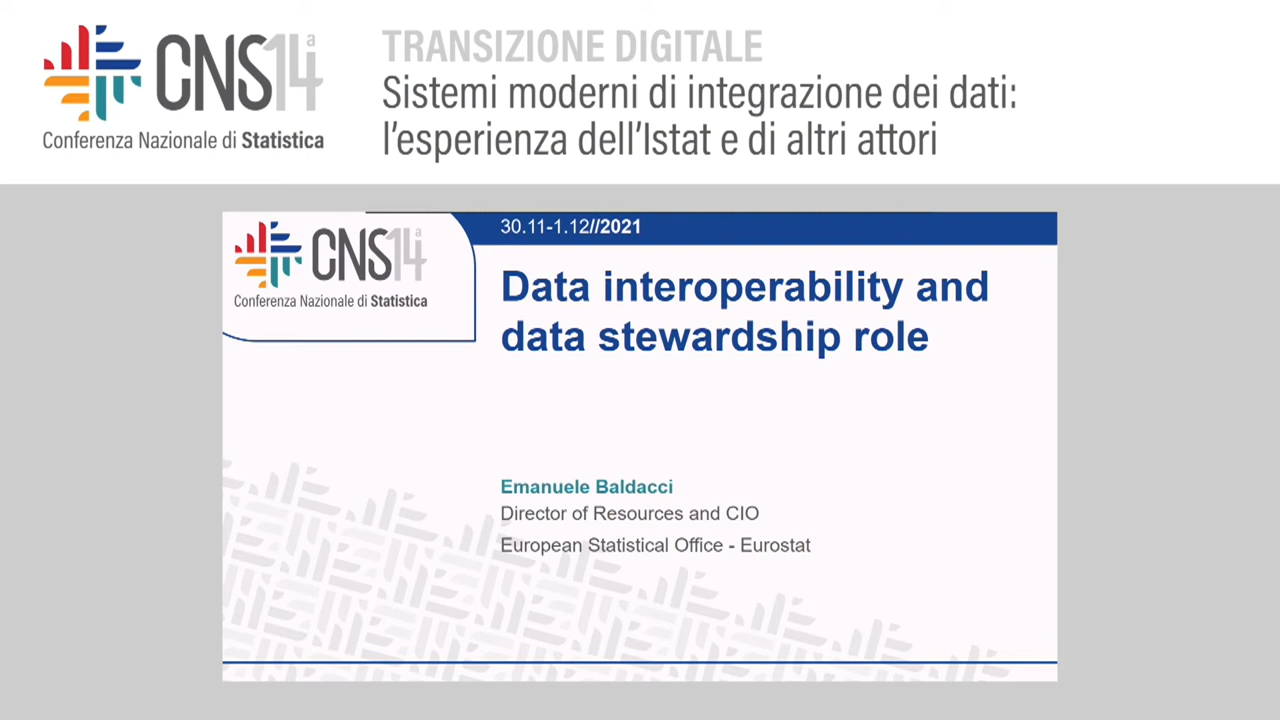 CNS14ª
Conferenza Nazionale di Statistica
TRANSIZIONE DIGITALE
Sistemi moderni di integrazione dei dati:
l'esperienza dell'Istat e di altri attori
CNS14ª
Conferenza Nazionale di Statistica
30.11-1.12//2021
Data interoperability and
data stewardship role
Emanuele Baldacci
Director of Resources and CIO
European Statistical Office - Eurostat